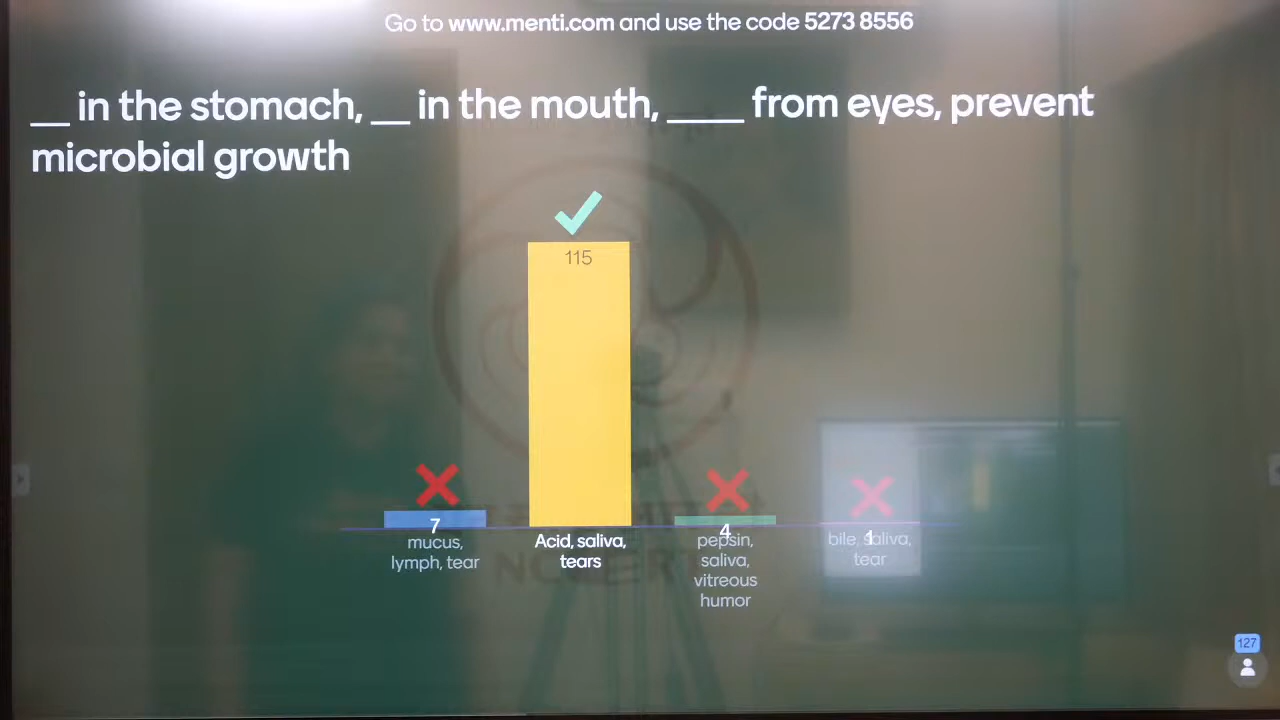 Go to www.menti.com and use the code 5273 8556
__ in the stomach, __ in the mouth, ____ from eyes, prevent
microbial growth
115
7
mucus,
lymph, tear
Acid, saliva,
tears
4
pepsin,
saliva,
vitreous
humor
1
bile, saliva,
tear
NCERT
127